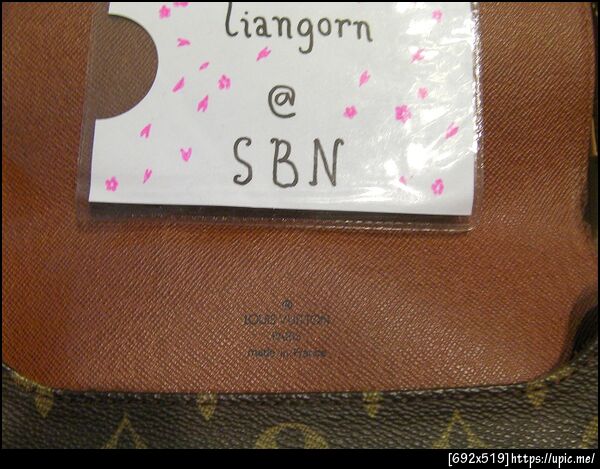 liangorn
@
SBN
®
LOUIS VUITTON
PARIS
made in France
[692x519]https://upic.me/